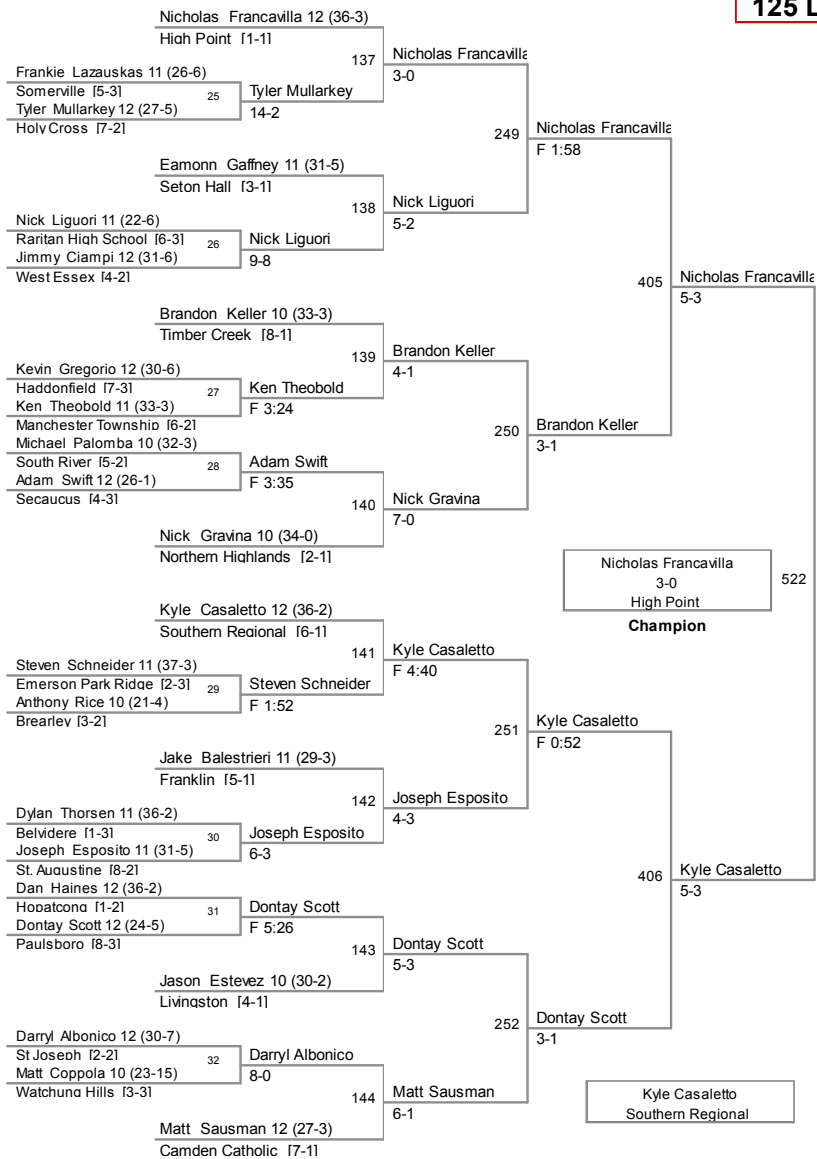 125 L
Nicholas Francavilla 12 (36-3)
High Point [1-1]
137
Nicholas Francavilla
3-0
Frankie Lazauskas 11 (26-6)
Somerville [5-3]
25
Tyler Mullarkey
14-2
Tyler Mullarkey 12 (27-5)
Holy Cross [7-2]
249
Nicholas Francavilla
F 1:58
Eamonn Gaffney 11 (31-5)
Seton Hall [3-1]
138
Nick Liguori
5-2
Nick Liguori 11 (22-6)
Raritan High School [6-3]
26
Nick Liguori
9-8
Jimmy Ciampi 12 (31-6)
West Essex [4-2]
405
Nicholas Francavilla
5-3
Brandon Keller 10 (33-3)
Timber Creek [8-1]
139
Brandon Keller
4-1
Kevin Gregorio 12 (30-6)
Haddonfield [7-3]
27
Ken Theobold
F 3:24
Ken Theobold 11 (33-3)
Manchester Township [6-2]
250
Brandon Keller
3-1
Michael Palomba 10 (32-3)
South River [5-2]
28
Adam Swift
F 3:35
Adam Swift 12 (26-1)
Secaucus [4-3]
140
Nick Gravina
7-0
Nick Gravina 10 (34-0)
Northern Highlands [2-1]
Nicholas Francavilla
3-0
High Point
522
Champion
Kyle Casaletto 12 (36-2)
Southern Regional [6-1]
141
Kyle Casaletto
F 4:40
Steven Schneider 11 (37-3)
Emerson Park Ridge [2-3]
29
Steven Schneider
F 1:52
Anthony Rice 10 (21-4)
Brearley [3-2]
251
Kyle Casaletto
F 0:52
Jake Balestrieri 11 (29-3)
Franklin [5-1]
142
Joseph Esposito
4-3
Dylan Thorsen 11 (36-2)
Belvidere [1-3]
30
Joseph Esposito
6-3
Joseph Esposito 11 (31-5)
St. Augustine [8-2]
406
Kyle Casaletto
5-3
Dan Haines 12 (36-2)
Hopatcong [1-2]
31
Dontay Scott
F 5:26
Dontay Scott 12 (24-5)
Paulsboro [8-3]
143
Dontay Scott
5-3
Jason Estevez 10 (30-2)
Livingston [4-1]
252
Dontay Scott
3-1
Darryl Albonico 12 (30-7)
St Joseph [2-2]
32
Darryl Albonico
8-0
Matt Coppola 10 (23-15)
Watchung Hills [3-3]
144
Matt Sausman
6-1
Matt Sausman 12 (27-3)
Camden Catholic [7-1]
Kyle Casaletto
Southern Regional